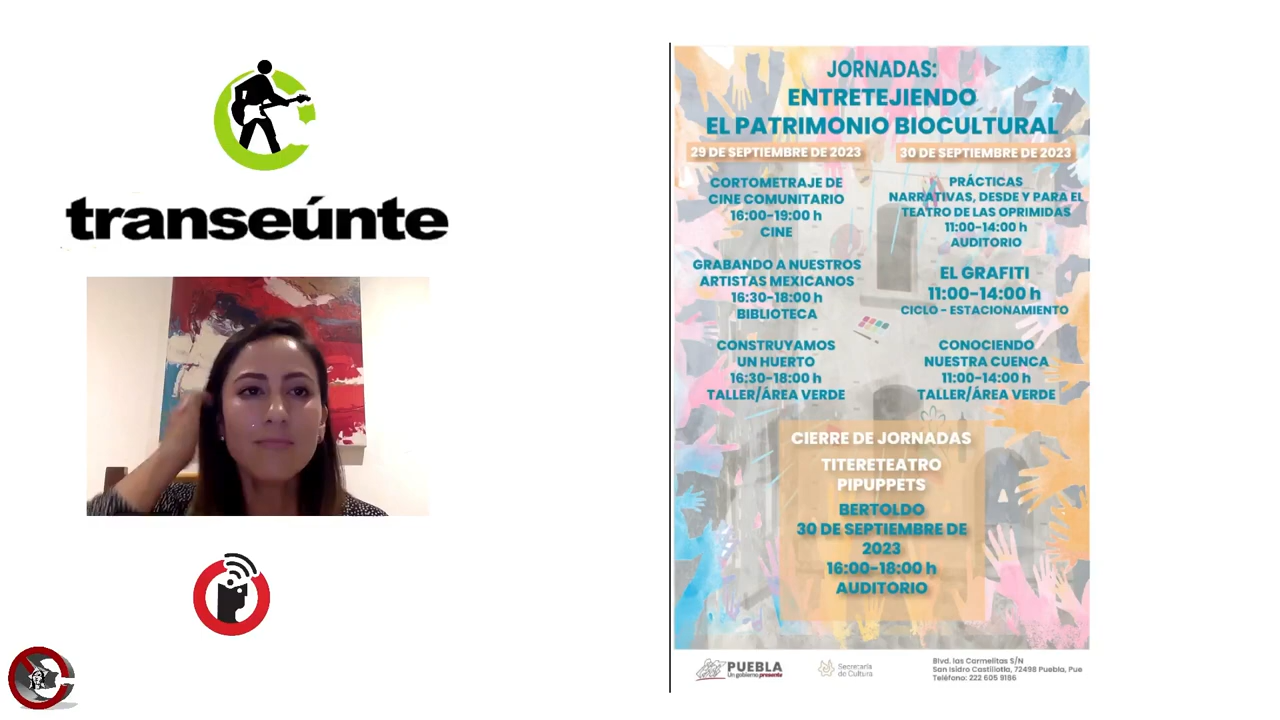 transeúnte
JORNADAS:
ENTRETEJIENDO
EL PATRIMONIO BIOCULTURAL
29 DE SEPTIEMBRE DE 2023
CORTOMETRAJE DE
CINE COMUNITARIO
16:00-19:00 h
CINE
GRABANDO A NUESTROS
ARTISTAS MEXICANOS
16:30-18:00 h
BIBLIOTECA
CONSTRUYAMOS
UN HUERTO
16:30-18:00 h
TALLER/ÁREA VERDE
30 DE SEPTIEMBRE DE 2023
PRÁCTICAS
NARRATIVAS, DESDE Y PARA EL
TEATRO DE LAS OPRIMIDAS
11:00-14:00 h
AUDITORIO
EL GRAFITI
11:00-14:00 h
CICLO - ESTACIONAMIENTO
CONOCIENDO
NUESTRA CUENCA
11:00-14:00 h
TALLER/ÁREA VERDE
CIERRE DE JORNADAS
TITERETEATRO
PIPUPPETS
BERTOLDO
30 DE SEPTIEMBRE DE
2023
16:00-18:00 h
AUDITORIO
PUEBLA
Un gobierno presente
Secretaría
de Cultura
Blvd. las Carmelitas S/N
San Isidro Castillotla, 72498 Puebla, Pue
Teléfono: 222 605 9186